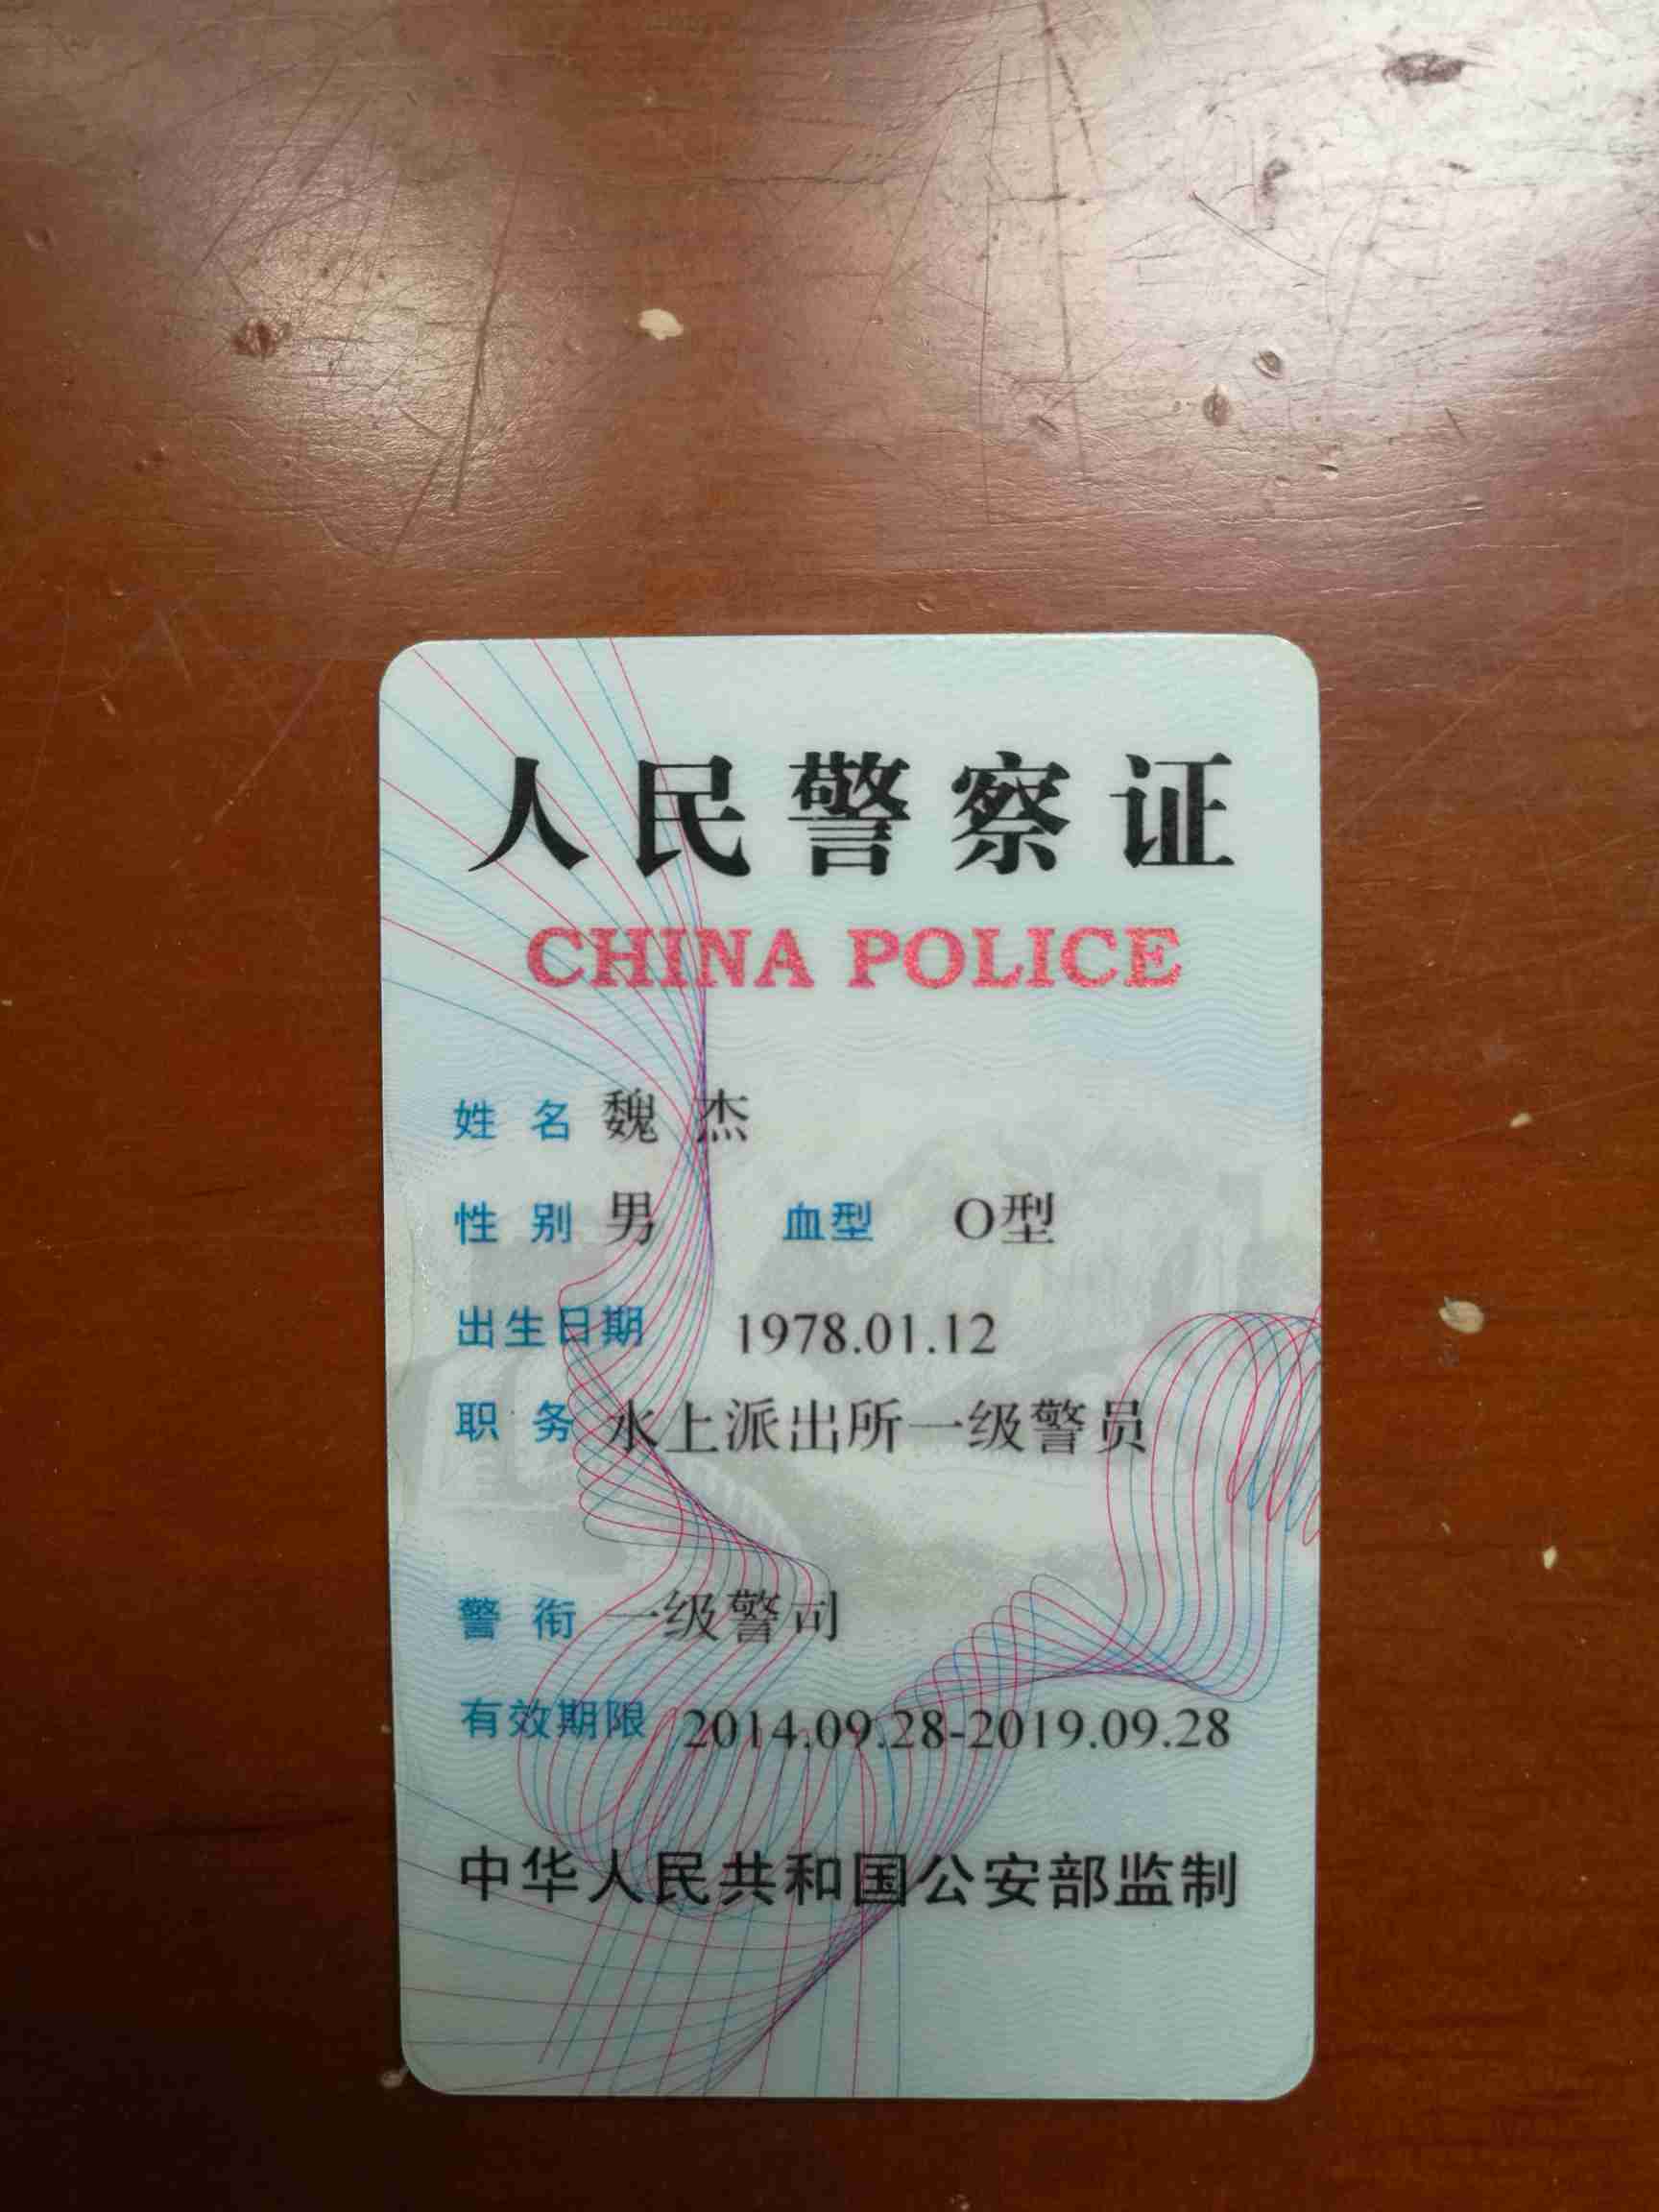 人民警察证
CHINA POLICE
姓名 魏杰
性别 男 血型 O型
出生日期 1978.01.12
职务 水上派出所一级警员
警衔 一级警司
有效期限 2014.09.28-2019.09.28
中华人民共和国公安部监制